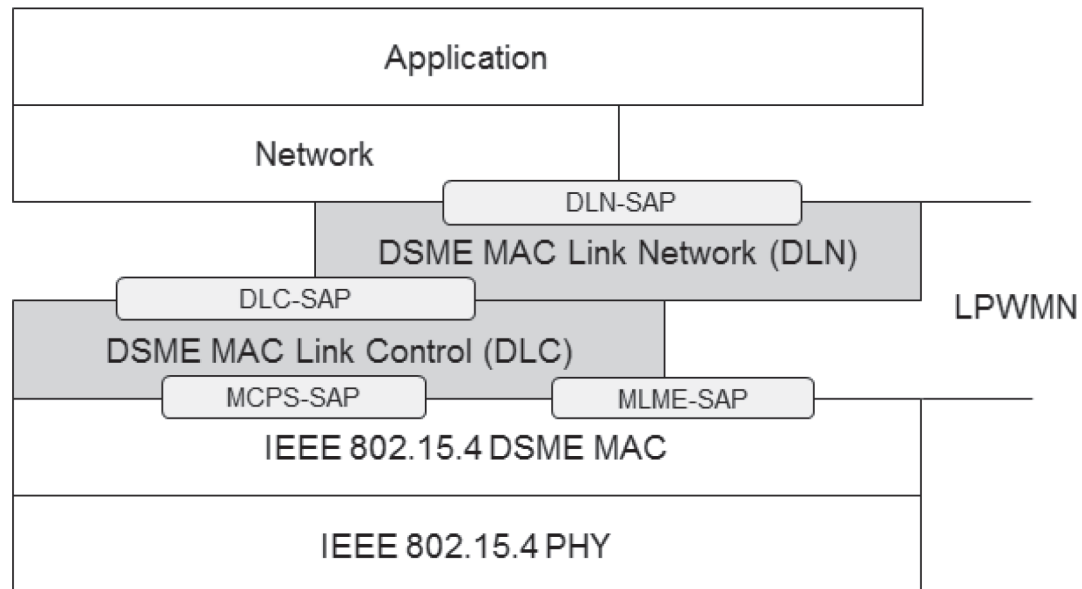 Application
Network
DLN-SAP
DSME MAC Link Network (DLN)
DLC-SAP
LPWMN
DSME MAC Link Control (DLC)
MCPS-SAP
MLME-SAP
IEEE 802.15.4 DSME MAC
IEEE 802.15.4 PHY